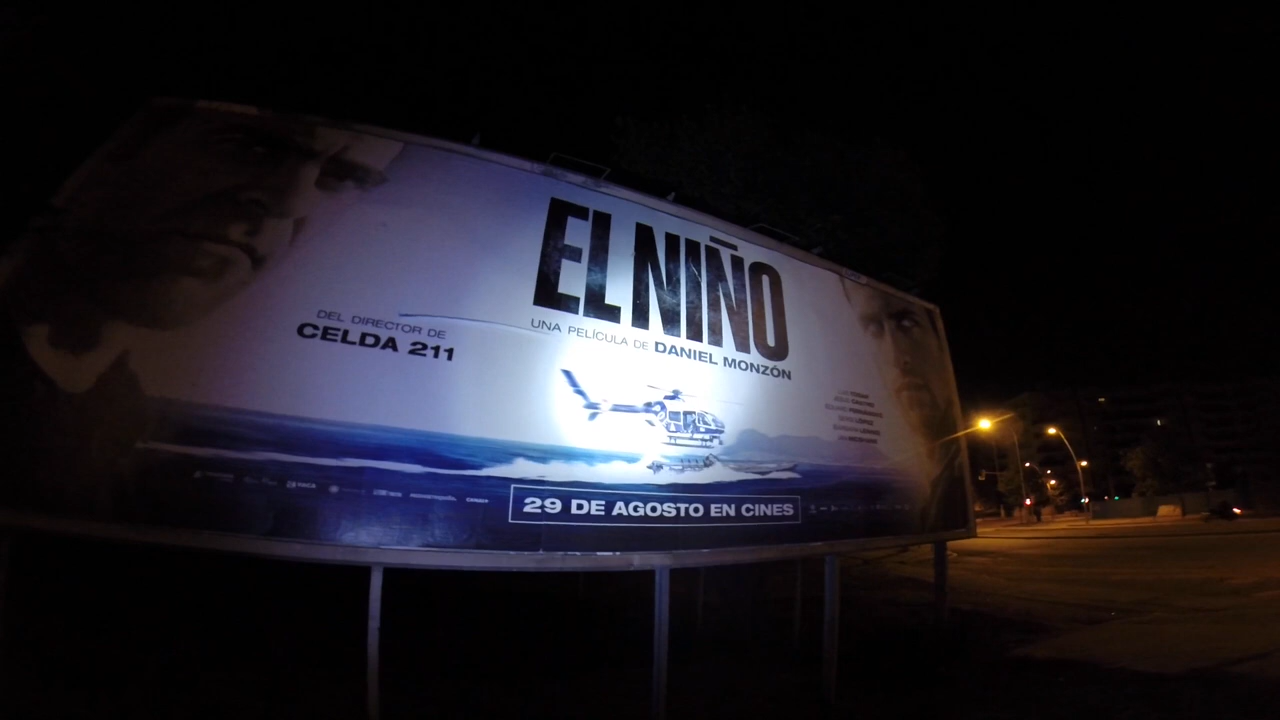 EL NIÑO
UNA PELÍCULA DE DANIEL MONZÓN
DEL DIRECTOR DE
CELDA 211
29 DE AGOSTO EN CINES